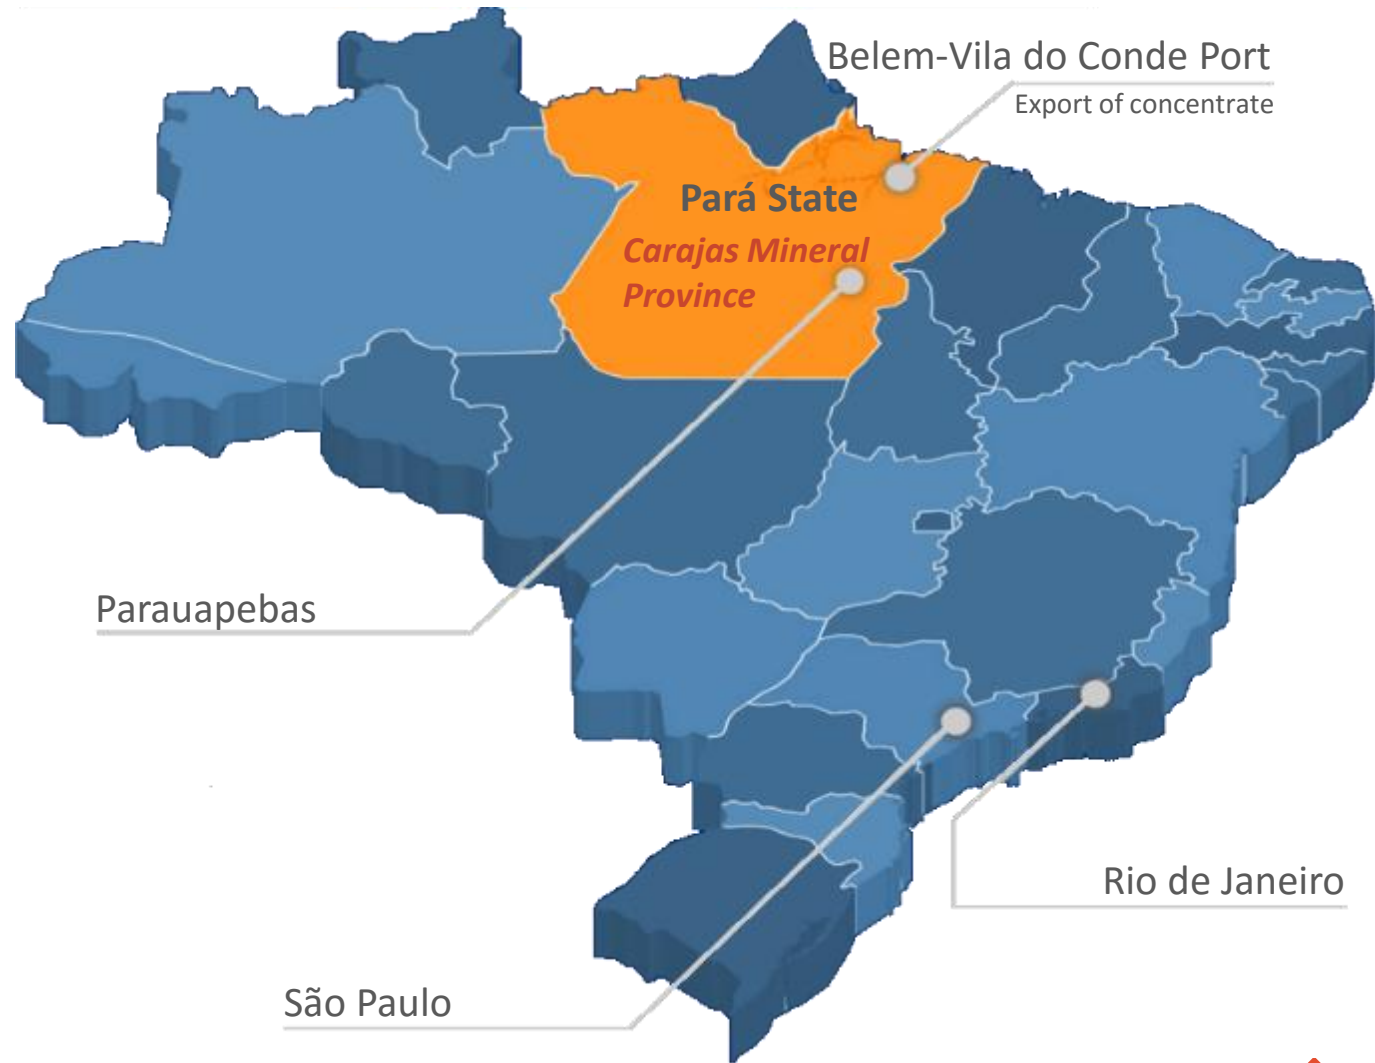 Belem-Vila do Conde Port
Export of concentrate
Pará State
Carajas Mineral
Province
Parauapebas
Rio de Janeiro
São Paulo